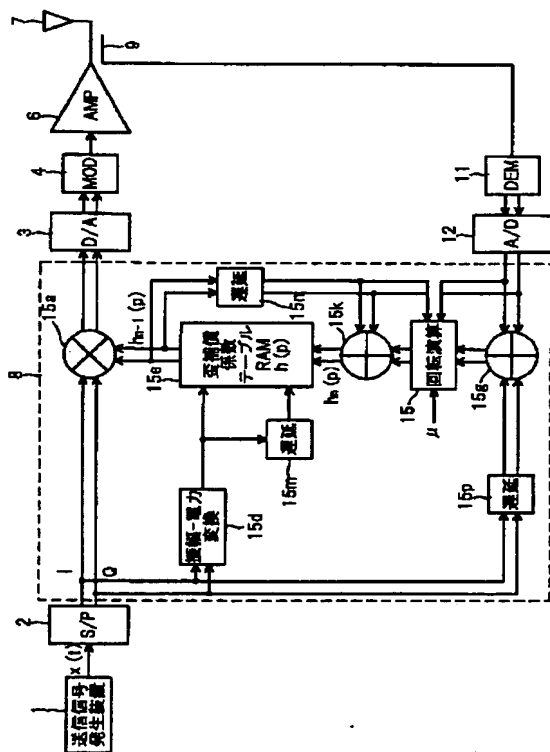 1
送信信号
発生装置
x(t)
2
S/P
I
Q
8
15a
3
D/A
4
MOD
6
AMP
7
9
15d
振幅-電力
変換
15e
歪補償
係数
テーブル
RAM
h(p)
hn-1(p)
遅延
15m
遅延
15n
15k
hn(p)
15
回転演算
μ
15g
15p
遅延
12
A/D
11
DEM